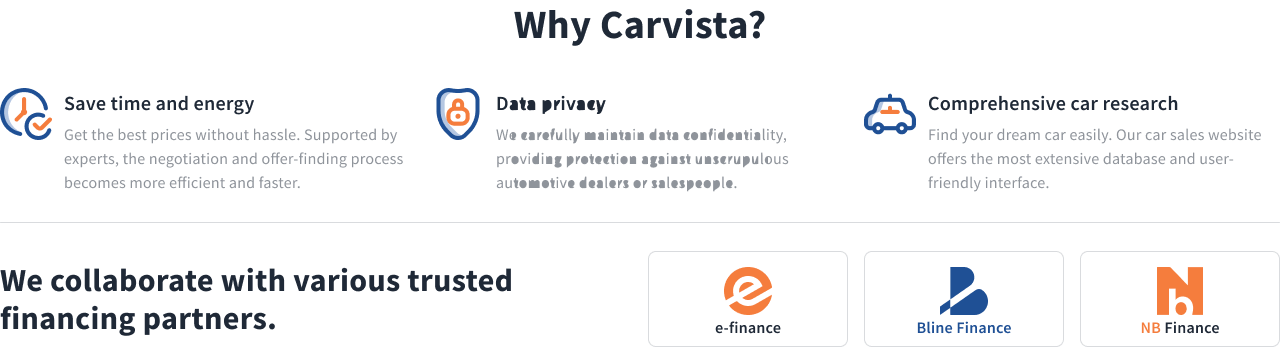 Why Carvista?
Save time and energy
Get the best prices without hassle. Supported by
experts, the negotiation and offer-finding process
becomes more efficient and faster.
Data privacy
We carefully maintain data confidentiality,
providing protection against unscrupulous
automotive dealers or salespeople.
Comprehensive car research
Find your dream car easily. Our car sales website
offers the most extensive database and user-
friendly interface.
We collaborate with various trusted
financing partners.
e-finance
Bline Finance
NB Finance